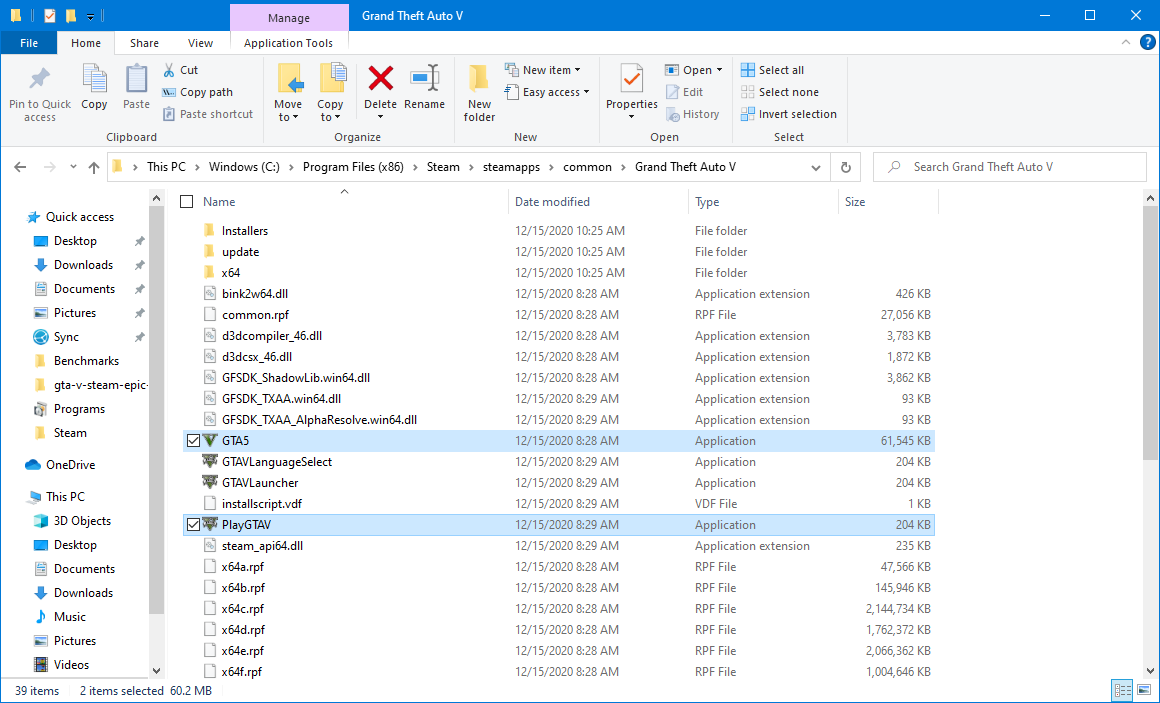 Manage Grand Theft Auto V
File Home Share View Application Tools
Pin to Quick access
Copy
Paste
Cut
Copy path
Paste shortcut
Clipboard
Move to
Copy to
Delete
Rename
Organize
New folder
New item
Easy access
New
Properties
Open
Edit
History
Open
Select all
Select none
Invert selection
Select
This PC > Windows (C:) > Program Files (x86) > Steam > steamapps > common > Grand Theft Auto V
Search Grand Theft Auto V
Quick access
Desktop
Downloads
Documents
Pictures
Sync
Benchmarks
gta-v-steam-epic-
Programs
Steam
OneDrive
This PC
3D Objects
Desktop
Documents
Downloads
Music
Pictures
Videos
Name Date modified Type Size
Installers 12/15/2020 10:25 AM File folder
update 12/15/2020 10:25 AM File folder
x64 12/15/2020 10:25 AM File folder
bink2w64.dll 12/15/2020 8:28 AM Application extension 426 KB
common.rpf 12/15/2020 8:28 AM RPF File 27,056 KB
d3dcompiler_46.dll 12/15/2020 8:28 AM Application extension 3,783 KB
d3dcsx_46.dll 12/15/2020 8:28 AM Application extension 1,872 KB
GFSDK_ShadowLib.win64.dll 12/15/2020 8:28 AM Application extension 3,862 KB
GFSDK_TXAA.win64.dll 12/15/2020 8:28 AM Application extension 93 KB
GFSDK_TXAA_AlphaResolve.win64.dll 12/15/2020 8:28 AM Application extension 93 KB
GTA5 12/15/2020 8:28 AM Application 61,545 KB
GTAVLanguageSelect 12/15/2020 8:29 AM Application 204 KB
GTAVLauncher 12/15/2020 8:29 AM Application 204 KB
installscript.vdf 12/15/2020 8:29 AM VDF File 1 KB
PlayGTAV 12/15/2020 8:29 AM Application 204 KB
steam_api64.dll 12/15/2020 8:29 AM Application extension 235 KB
x64a.rpf 12/15/2020 8:28 AM RPF File 47,566 KB
x64b.rpf 12/15/2020 8:28 AM RPF File 145,946 KB
x64c.rpf 12/15/2020 8:28 AM RPF File 2,144,734 KB
x64d.rpf 12/15/2020 8:28 AM RPF File 1,762,372 KB
x64e.rpf 12/15/2020 8:28 AM RPF File 2,066,362 KB
x64f.rpf 12/15/2020 8:28 AM RPF File 1,004,646 KB
39 items 2 items selected 60.2 MB